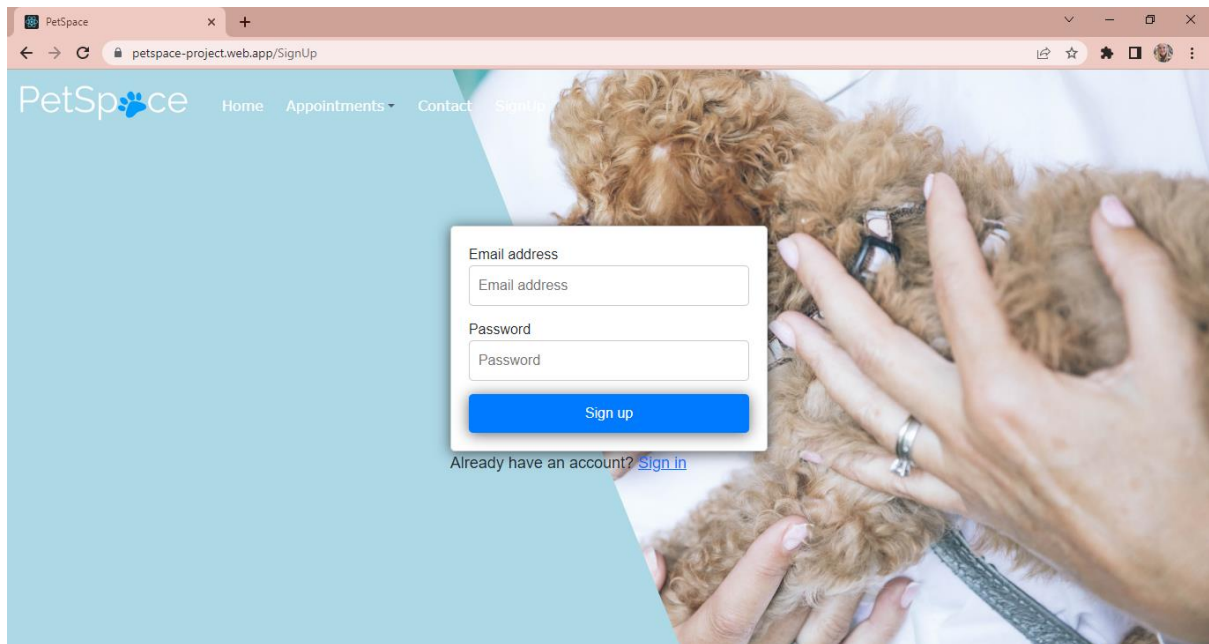 PetSpace
petspace-project.web.app/SignUp
PetSpace Home Appointments Contact SignUp
Email address
Email address
Password
Password
Sign up
Already have an account? Sign in